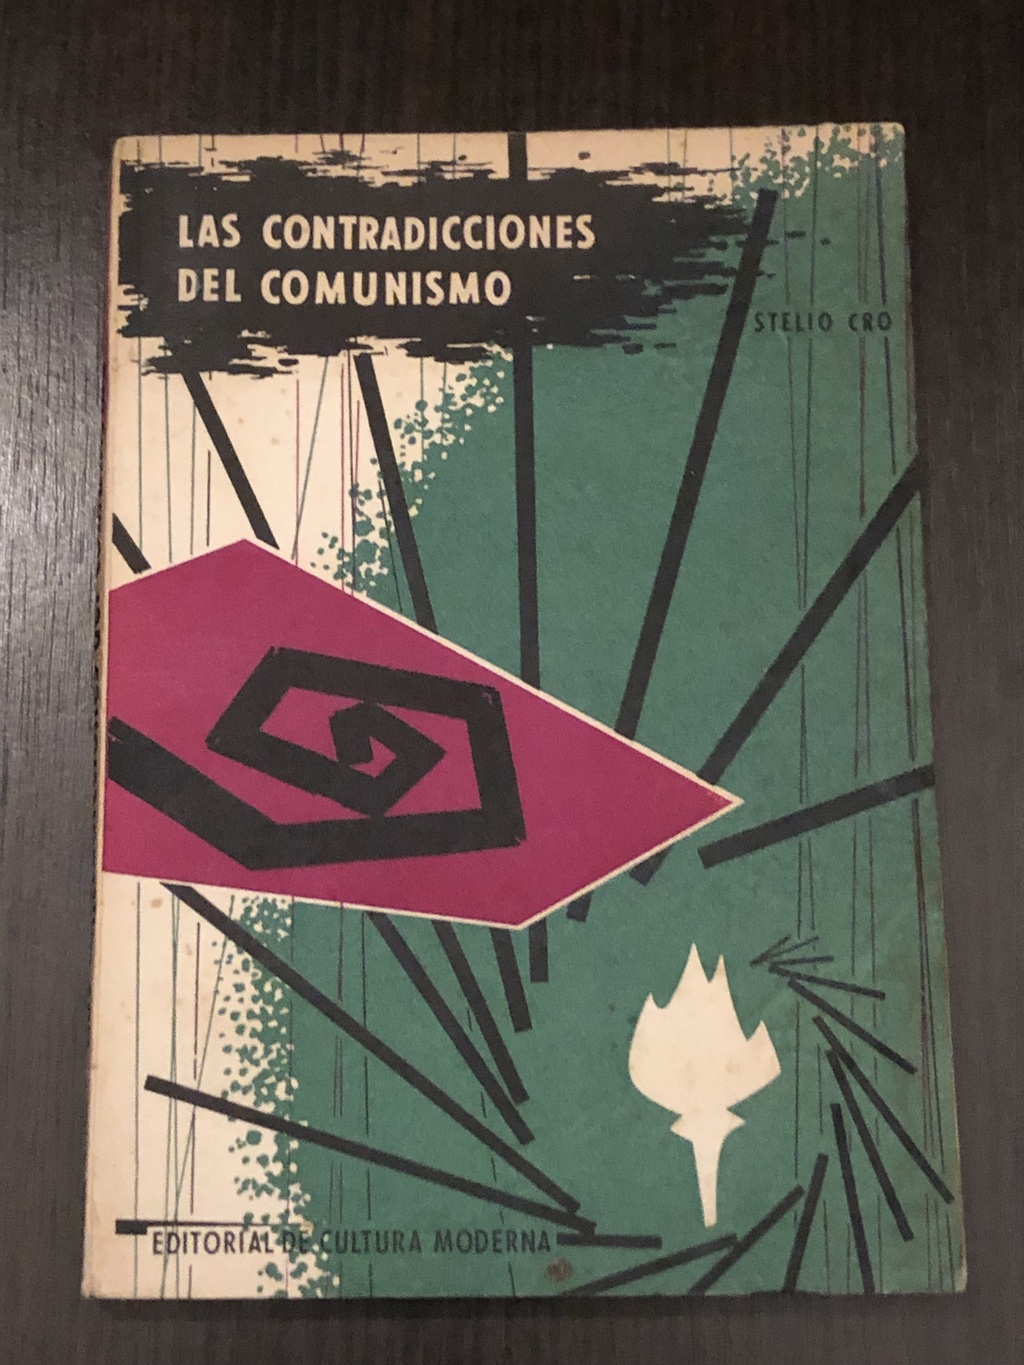 LAS CONTRADICCIONES
DEL COMUNISMO
STELIO CRO
EDITORIAL DE CULTURA MODERNA